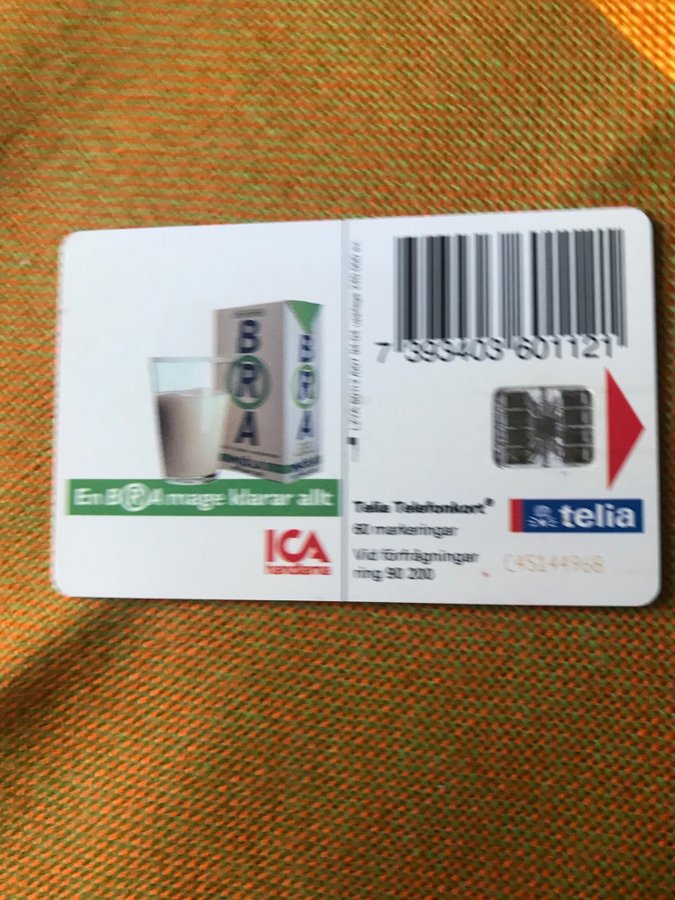 BRA
BRA
En BRA mage klarar allt
ICA
handlarna
7 393403 601121
Telia Telefonkort®
60 markeringar
Vid förfrågningar
ring 90 200
telia
C45144968